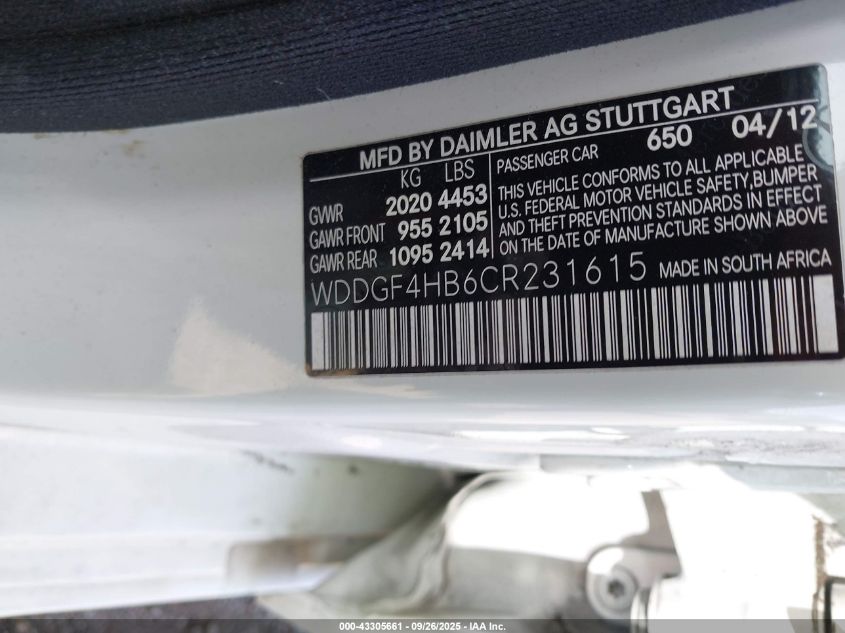 MFD BY DAIMLER AG STUTTGART
KG LBS
GVWR 2020 4453
GAWR FRONT 955 2105
GAWR REAR 1095 2414
PASSENGER CAR 650 04/12
THIS VEHICLE CONFORMS TO ALL APPLICABLE
U.S. FEDERAL MOTOR VEHICLE SAFETY,BUMPER
AND THEFT PREVENTION STANDARDS IN EFFECT
ON THE DATE OF MANUFACTURE SHOWN ABOVE
WDDGF4HB6CR231615 MADE IN SOUTH AFRICA
000-43305661 - 09/26/2025 - IAA Inc.